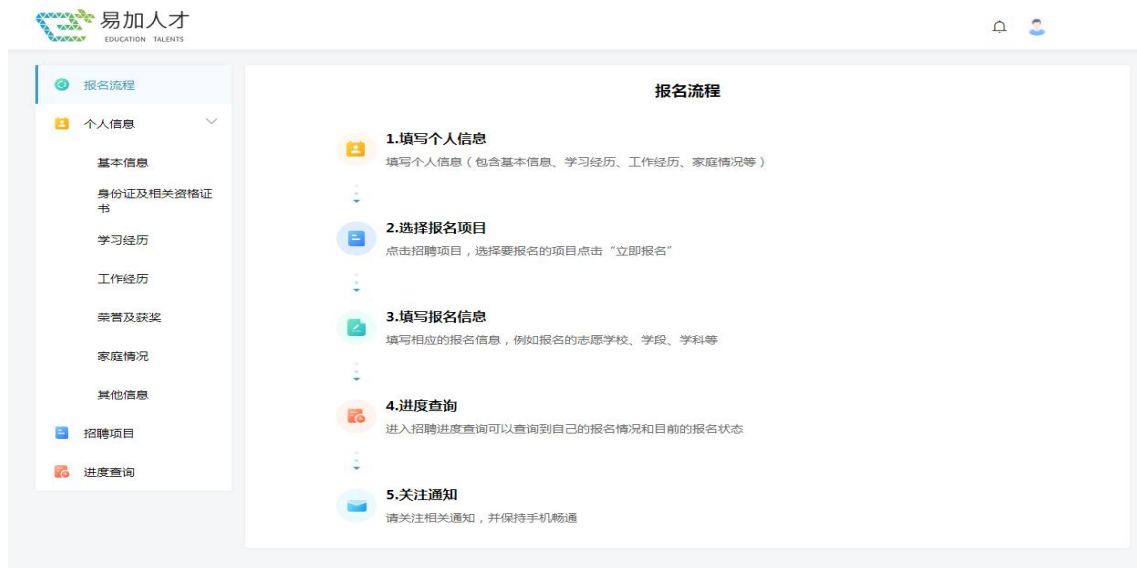 易加人才
EDUCATION TALENTS
报名流程
个人信息
基本信息
身份证及相关资格证
书
学习经历
工作经历
荣誉及获奖
家庭情况
其他信息
招聘项目
进度查询
报名流程
1.填写个人信息
填写个人信息（包含基本信息、学习经历、工作经历、家庭情况等）
2.选择报名项目
点击招聘项目，选择要报名的项目点击“立即报名”
3.填写报名信息
填写相应的报名信息，例如报名的志愿学校、学段、学科等
4.进度查询
进入招聘进度查询可以查询到自己的报名情况和目前的报名状态
5.关注通知
请关注相关通知，并保持手机畅通